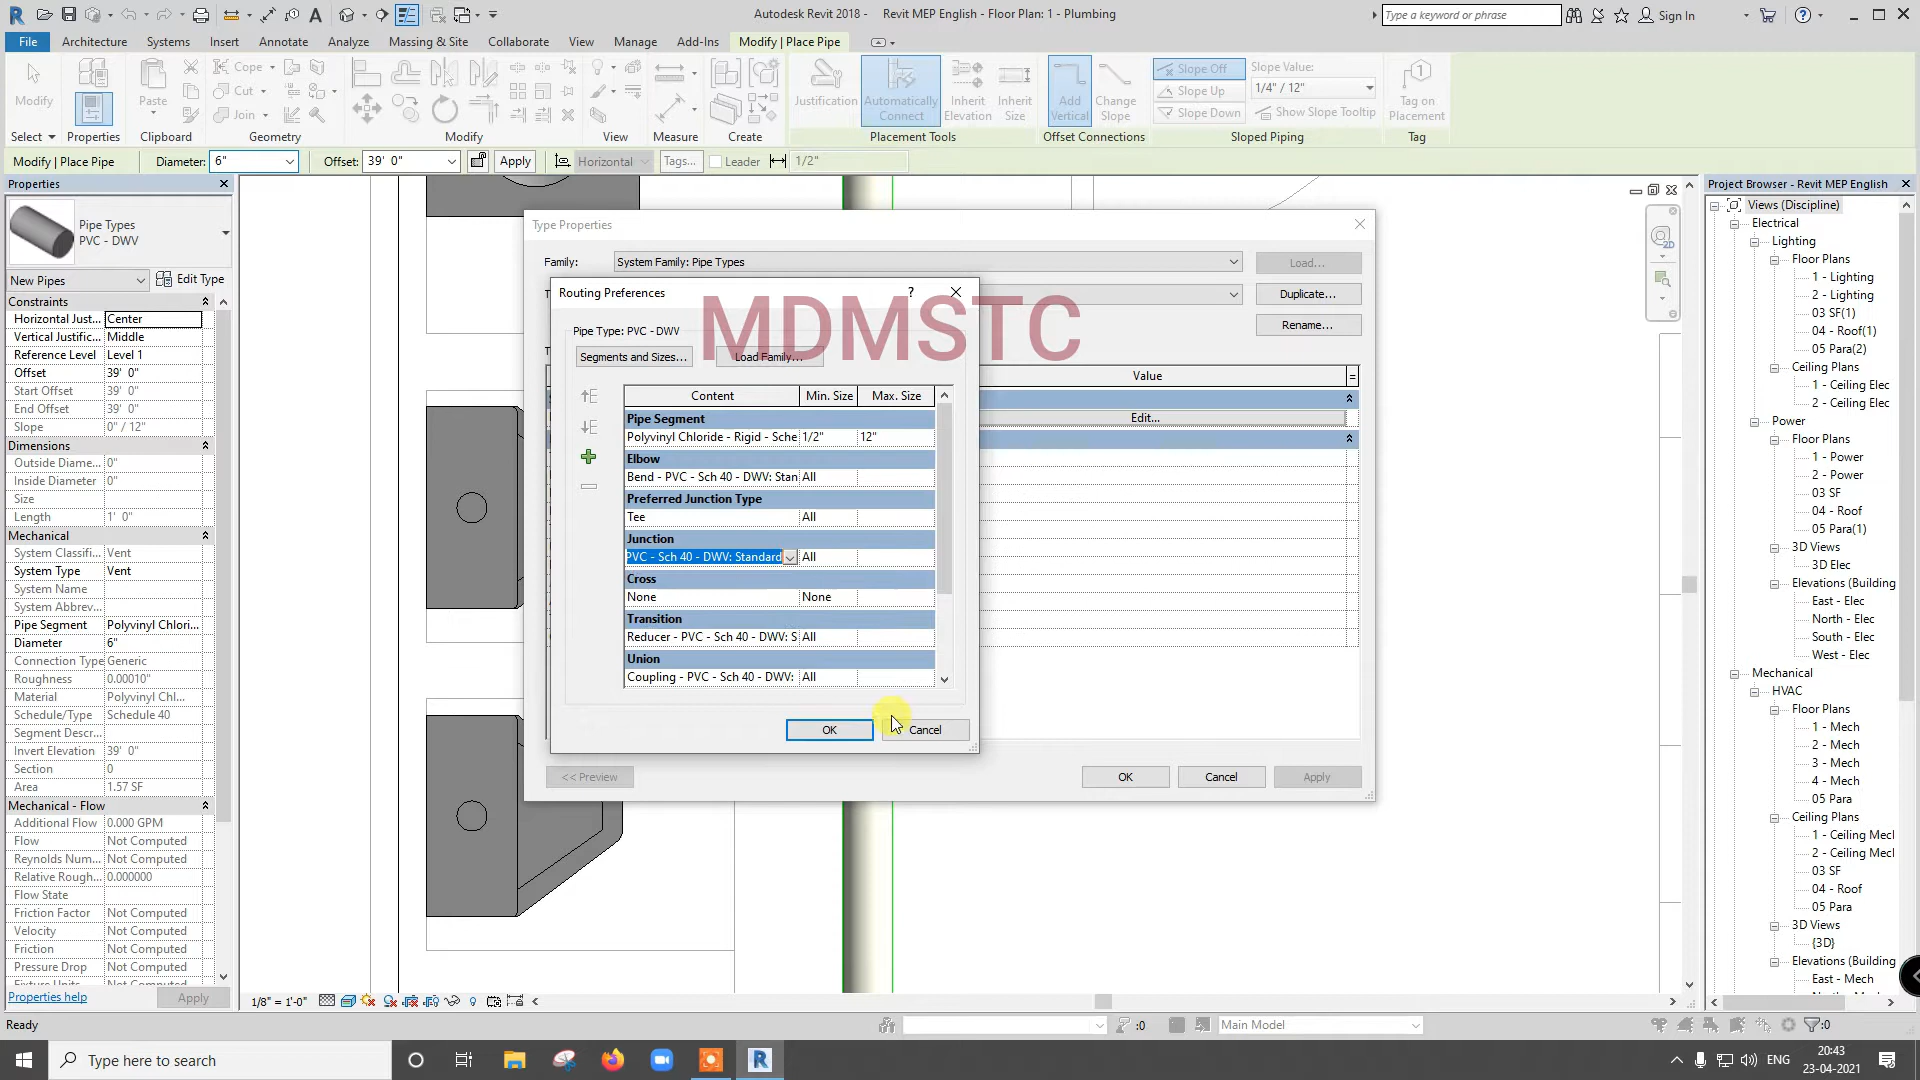 Autodesk Revit 2018 - Revit MEP English - Floor Plan: 1 - Plumbing
Type a keyword or phrase
Sign In
File Architecture Systems Insert Annotate Analyze Massing & Site Collaborate View Manage Add-Ins Modify | Place Pipe
Modify
Paste
Cope
Cut
Join
Justification
Automatically Connect
Inherit Elevation
Inherit Size
Add Vertical
Change Slope
Slope Off
Slope Up
Slope Down
Slope Value:
1/4" / 12"
Show Slope Tooltip
Tag on Placement
Select Properties Clipboard Geometry Modify View Measure Create Placement Tools Offset Connections Sloped Piping Tag
Modify | Place Pipe Diameter: 6" Offset: 39' 0" Apply Horizontal Tags... Leader 1/2"
Properties
Pipe Types
PVC - DWV
New Pipes Edit Type
Constraints
Horizontal Just... Center
Vertical Justific... Middle
Reference Level Level 1
Offset 39' 0"
Start Offset 39' 0"
End Offset 39' 0"
Slope 0" / 12"
Dimensions
Outside Diame... 0"
Inside Diameter 0"
Size
Length 1' 0"
Mechanical
System Classifi... Vent
System Type Vent
System Name
System Abbrev...
Pipe Segment Polyvinyl Chlori...
Diameter 6"
Connection Type Generic
Roughness 0.00010"
Material Polyvinyl Chl...
Schedule/Type Schedule 40
Segment Descr...
Invert Elevation 39' 0"
Section 0
Area 1.57 SF
Mechanical - Flow
Additional Flow 0.000 GPM
Flow Not Computed
Reynolds Num... Not Computed
Relative Rough... 0.000000
Flow State
Friction Factor Not Computed
Velocity Not Computed
Friction Not Computed
Pressure Drop Not Computed
Properties help Apply
Type Properties
Family: System Family: Pipe Types Load...
Duplicate...
Rename...
Value =
Edit...
<< Preview OK Cancel Apply
Routing Preferences ?
MDMSTC
Pipe Type: PVC - DWV
Segments and Sizes... Load Family...
Content Min. Size Max. Size
Pipe Segment
Polyvinyl Chloride - Rigid - Sche 1/2" 12"
Elbow
Bend - PVC - Sch 40 - DWV: Stan All
Preferred Junction Type
Tee All
Junction
PVC - Sch 40 - DWV: Standard All
Cross
None None
Transition
Reducer - PVC - Sch 40 - DWV: S All
Union
Coupling - PVC - Sch 40 - DWV: All
OK Cancel
2D
Project Browser - Revit MEP English
Views (Discipline)
Electrical
Lighting
Floor Plans
1 - Lighting
2 - Lighting
03 SF(1)
04 - Roof(1)
05 Para(2)
Ceiling Plans
1 - Ceiling Elec
2 - Ceiling Elec
Power
Floor Plans
1 - Power
2 - Power
03 SF
04 - Roof
05 Para(1)
3D Views
3D Elec
Elevations (Building
East - Elec
North - Elec
South - Elec
West - Elec
Mechanical
HVAC
Floor Plans
1 - Mech
2 - Mech
3 - Mech
4 - Mech
05 Para
Ceiling Plans
1 - Ceiling Mecl
2 - Ceiling Mecl
03 SF
04 - Roof
05 Para
3D Views
{3D}
Elevations (Building
East - Mech
1/8" = 1'-0"
Ready
:0
Main Model
:0
Type here to search
ENG
20:43
23-04-2021